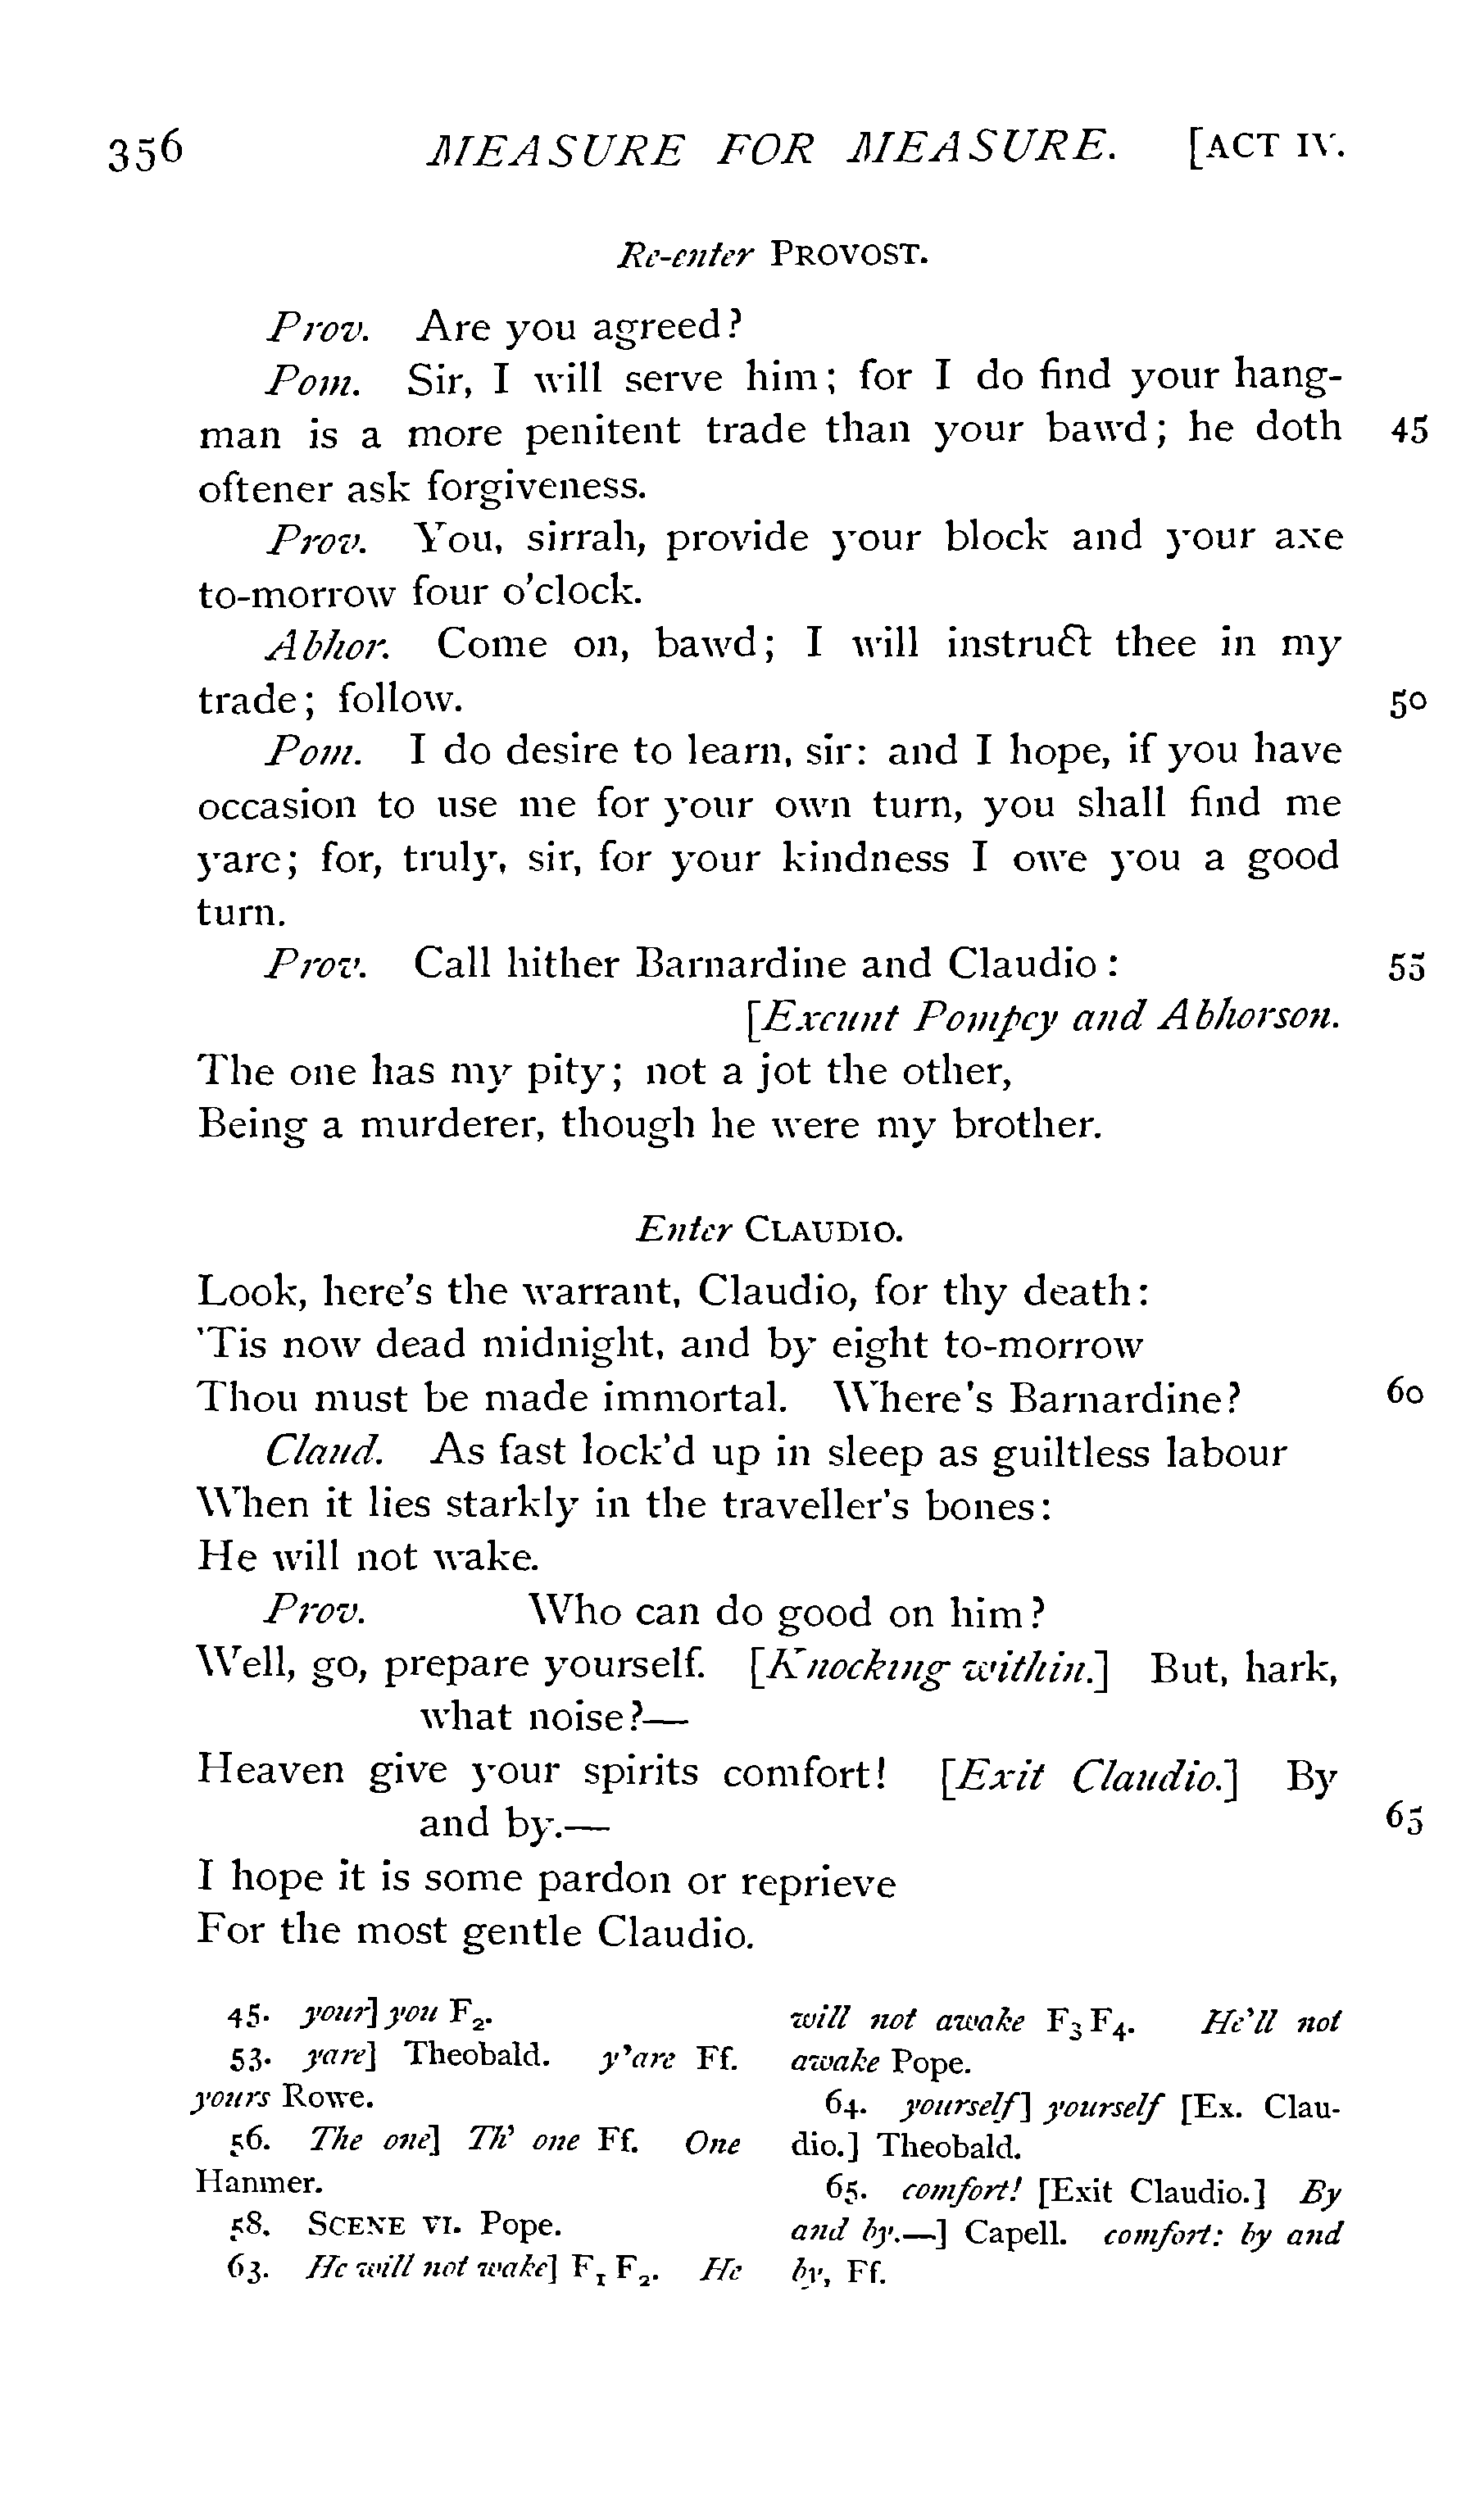 356 MEASURE FOR MEASURE. [ACT IV.
Re-enter PROVOST.
Prov. Are you agreed?
Pom. Sir, I will serve him; for I do find your hang-
man is a more penitent trade than your bawd; he doth 45
oftener ask forgiveness.
Prov. You, sirrah, provide your block and your axe
to-morrow four o'clock.
Abhor. Come on, bawd; I will instruct thee in my
trade; follow. 50
Pom. I do desire to learn, sir: and I hope, if you have
occasion to use me for your own turn, you shall find me
yare; for, truly, sir, for your kindness I owe you a good
turn.
Prov. Call hither Barnardine and Claudio: 55
[Exeunt Pompey and Abhorson.
The one has my pity; not a jot the other,
Being a murderer, though he were my brother.
Enter CLAUDIO.
Look, here's the warrant, Claudio, for thy death:
'Tis now dead midnight, and by eight to-morrow
Thou must be made immortal. Where's Barnardine? 60
Claud. As fast lock'd up in sleep as guiltless labour
When it lies starkly in the traveller's bones:
He will not wake.
Prov. Who can do good on him?
Well, go, prepare yourself. [Knocking within.] But, hark,
what noise?—
Heaven give your spirits comfort! [Exit Claudio.] By
and by.— 65
I hope it is some pardon or reprieve
For the most gentle Claudio.
45. your] you F2.
53. yare] Theobald. y'are Ff.
yours Rowe.
56. The one] Th' one Ff. One
Hanmer.
58. SCENE VI. Pope.
63. He will not wake] F1 F2. He
will not awake F3 F4. He'll not
awake Pope.
64. yourself] yourself [Ex. Clau-
dio.] Theobald.
65. comfort! [Exit Claudio.] By
and by.—] Capell. comfort: by and
by, Ff.